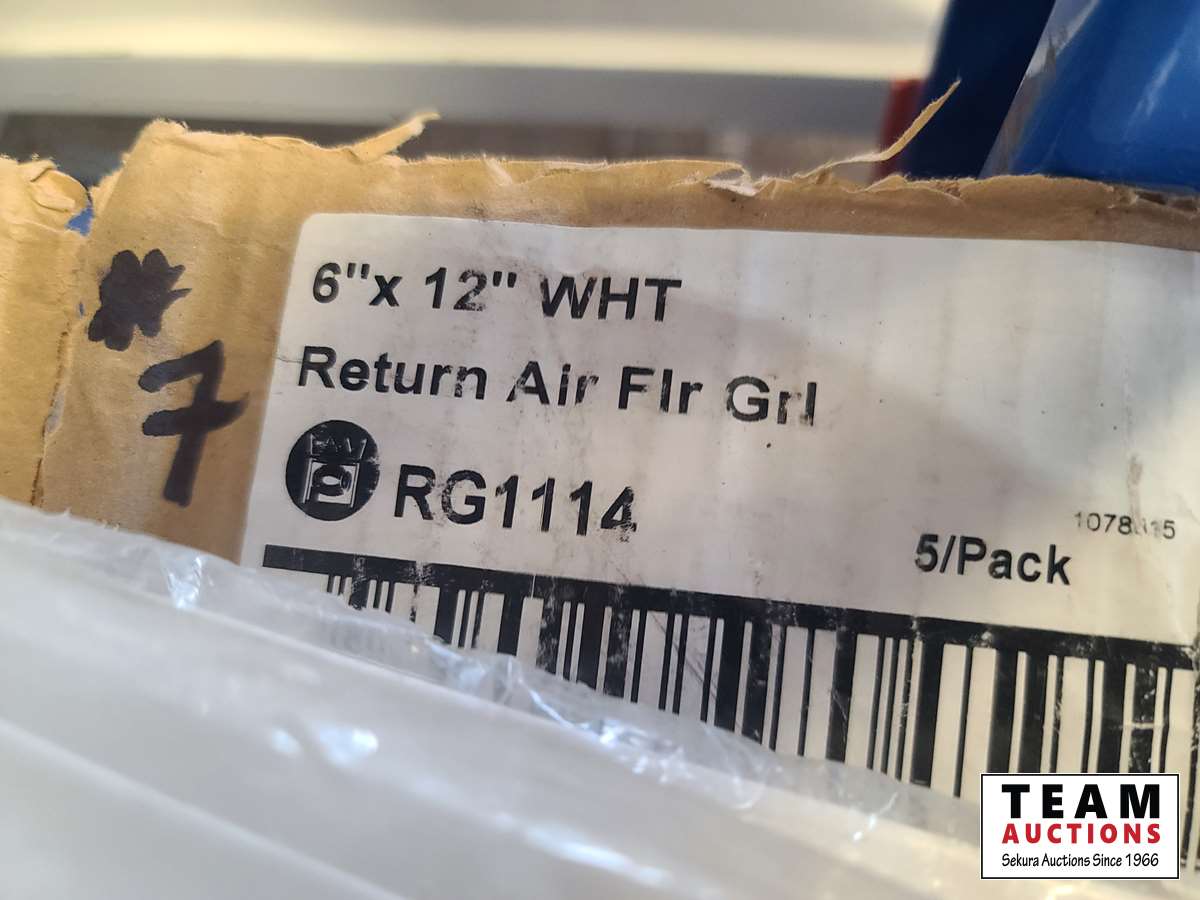 6"x 12" WHT
Return Air Flr Grl
RG1114
5/Pack
7
TEAM
AUCTIONS
Sekura Auctions Since 1966